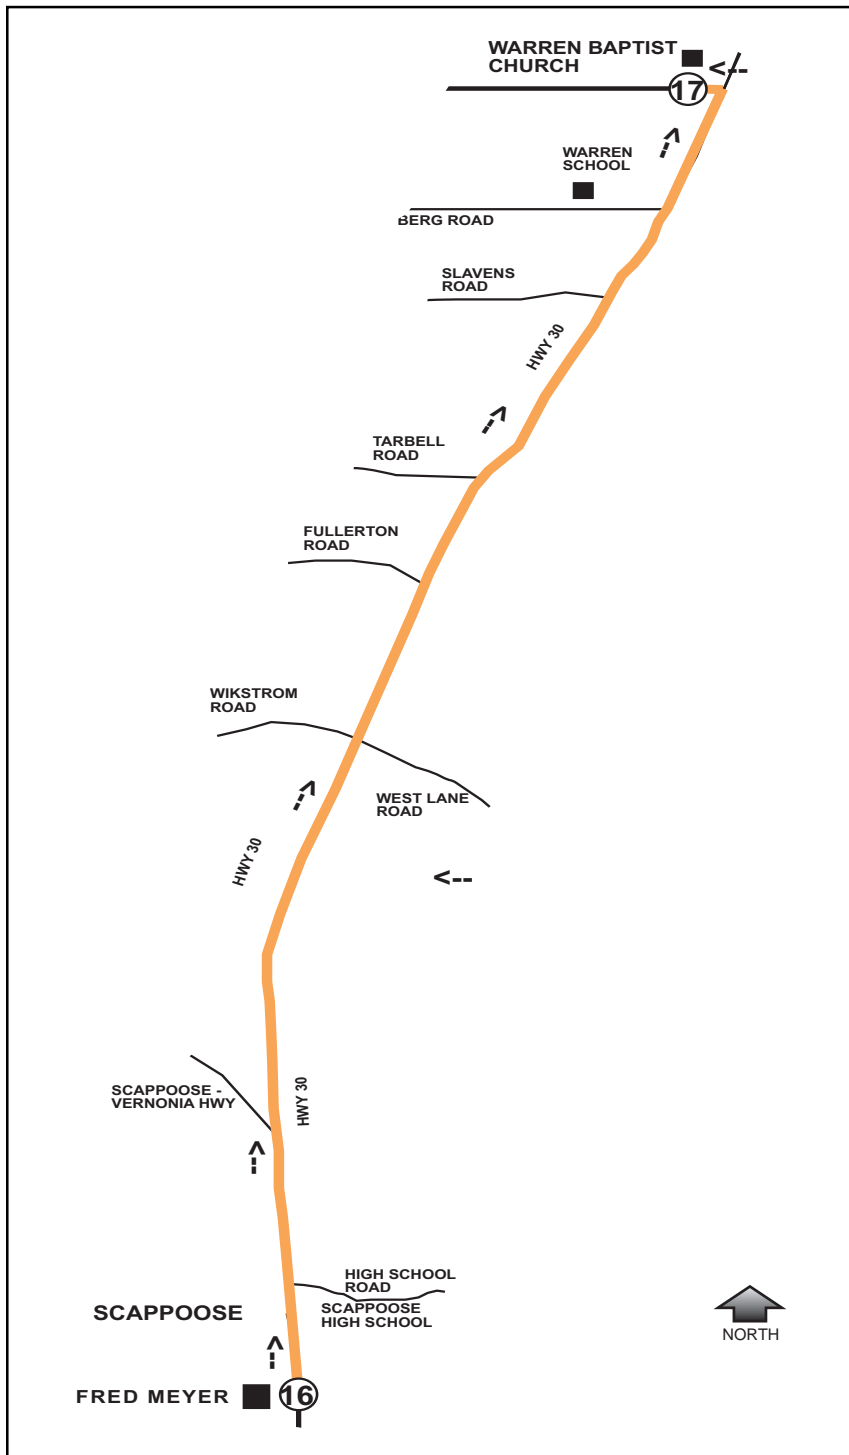 WARREN BAPTIST
CHURCH
<--
17
-->
WARREN
SCHOOL
BERG ROAD
SLAVENS
ROAD
HWY 30
-->
TARBELL
ROAD
FULLERTON
ROAD
WIKSTROM
ROAD
-->
WEST LANE
ROAD
HWY 30
<--
SCAPPOOSE -
VERNONIA HWY
HWY 30
-->
HIGH SCHOOL
ROAD
SCAPPOOSE
HIGH SCHOOL
SCAPPOOSE
NORTH
-->
FRED MEYER
16